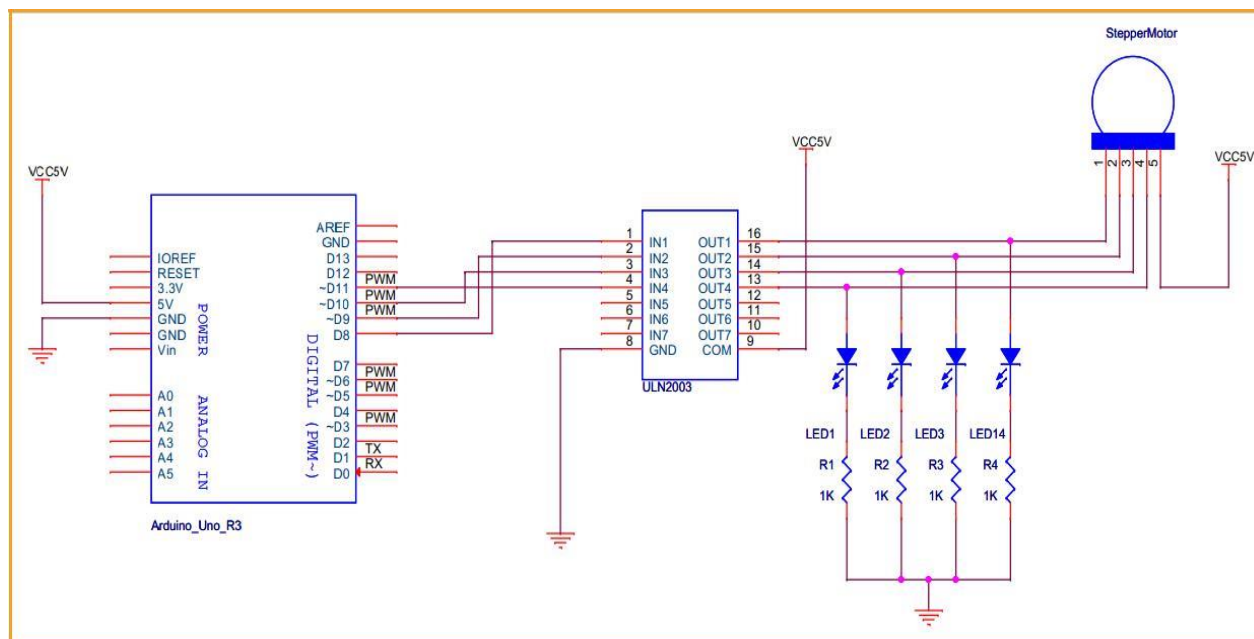 StepperMotor
1 2 3 4 5
VCC5V
VCC5V
VCC5V
IOREF
RESET
3.3V
5V
GND
GND
Vin
A0
A1
A2
A3
A4
A5
POWER
ANALOG IN
DIGITAL (PWM~)
AREF
GND
D13
D12
~D11 PWM
~D10 PWM
~D9 PWM
D8
D7
~D6 PWM
~D5 PWM
D4
~D3 PWM
D2
D1 TX
D0 RX
Arduino_Uno_R3
1 IN1 OUT1 16
2 IN2 OUT2 15
3 IN3 OUT3 14
4 IN4 OUT4 13
5 IN5 OUT5 12
6 IN6 OUT6 11
7 IN7 OUT7 10
8 GND COM 9
ULN2003
LED1 LED2 LED3 LED14
R1 R2 R3 R4
1K 1K 1K 1K